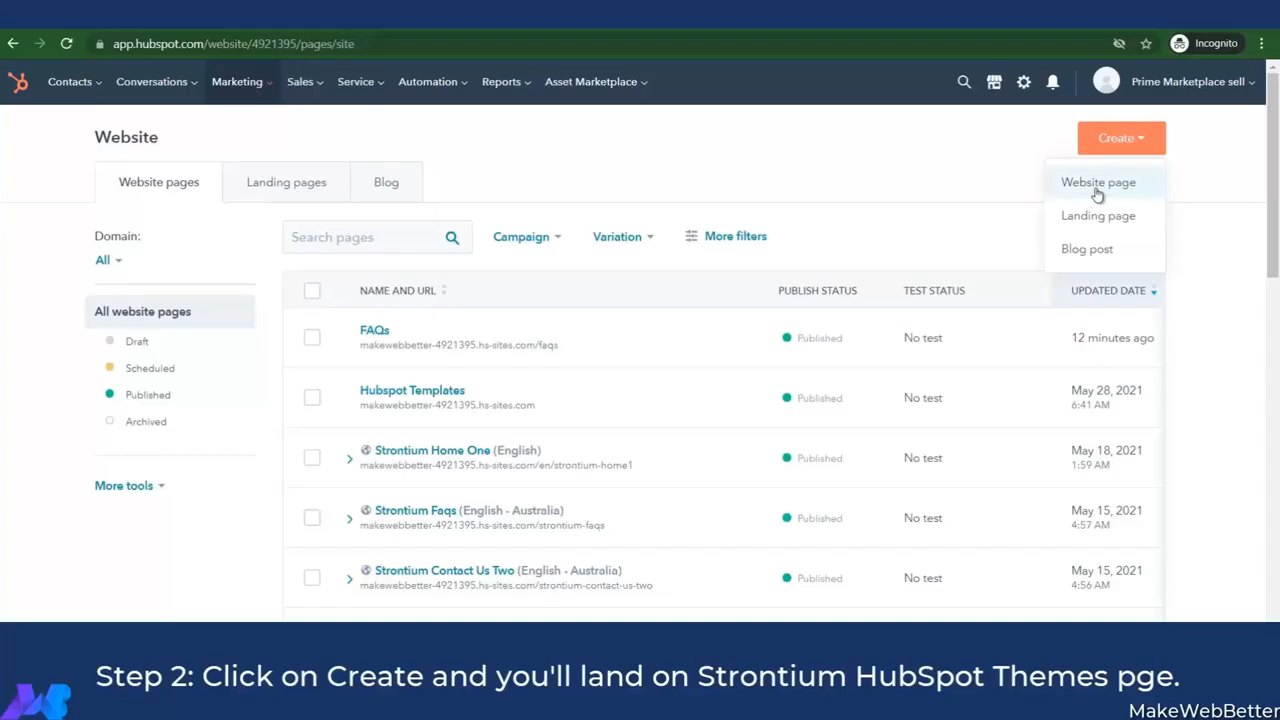 app.hubspot.com/website/4921395/pages/site
Incognito
Contacts Conversations Marketing Sales Service Automation Reports Asset Marketplace
Prime Marketplace sell
Website
Create
Website pages Landing pages Blog
Website page
Landing page
Blog post
Domain:
All
Search pages
Campaign Variation More filters
All website pages
Draft
Scheduled
Published
Archived
More tools
NAME AND URL PUBLISH STATUS TEST STATUS UPDATED DATE
FAQs
makewebbetter-4921395.hs-sites.com/faqs
Published No test 12 minutes ago
Hubspot Templates
makewebbetter-4921395.hs-sites.com
Published No test May 28, 2021
6:41 AM
Strontium Home One (English)
makewebbetter-4921395.hs-sites.com/en/strontium-home1
Published No test May 18, 2021
1:59 AM
Strontium Faqs (English - Australia)
makewebbetter-4921395.hs-sites.com/strontium-faqs
Published No test May 15, 2021
4:57 AM
Strontium Contact Us Two (English - Australia)
makewebbetter-4921395.hs-sites.com/strontium-contact-us-two
Published No test May 15, 2021
4:56 AM
Step 2: Click on Create and you'll land on Strontium HubSpot Themes pge.
MakeWebBetter